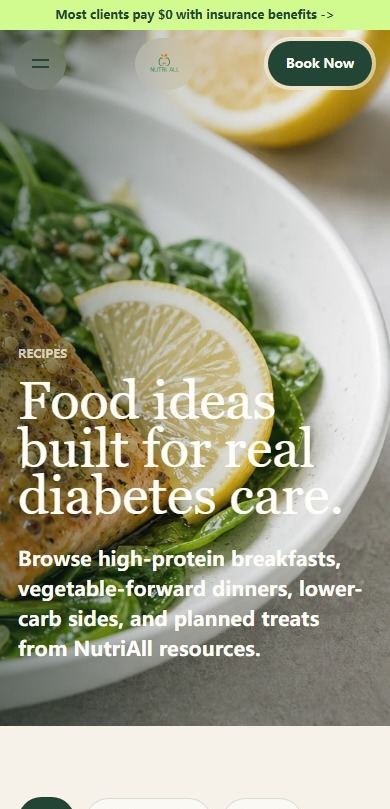 Most clients pay $0 with insurance benefits ->
NUTRI ALL
Book Now
RECIPES
Food ideas
built for real
diabetes care.
Browse high-protein breakfasts,
vegetable-forward dinners, lower-
carb sides, and planned treats
from NutriAll resources.